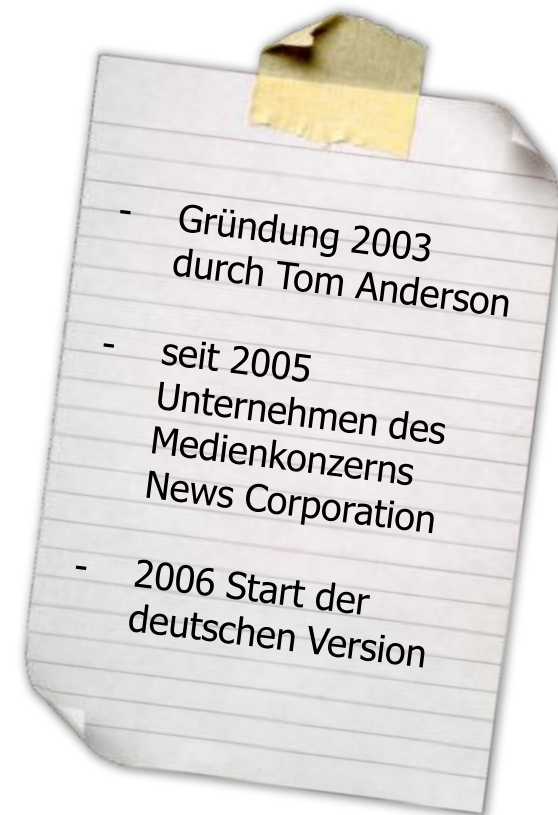 - Gründung 2003
durch Tom Anderson
- seit 2005
Unternehmen des
Medienkonzerns
News Corporation
- 2006 Start der
deutschen Version